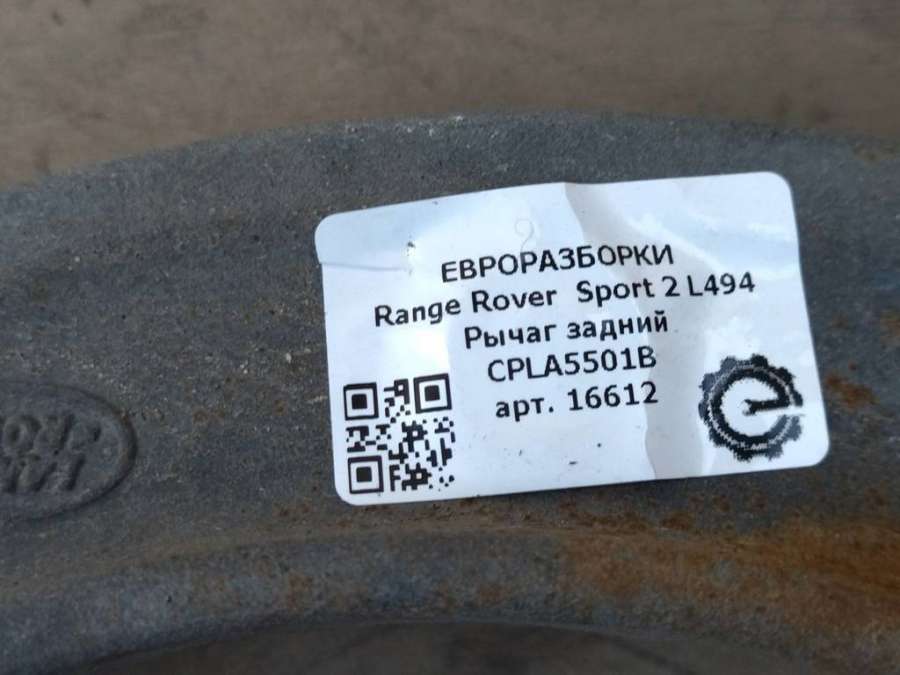 ЕВРОРАЗБОРКИ
Range Rover Sport 2 L494
Рычаг задний
CPLA5501B
арт. 16612